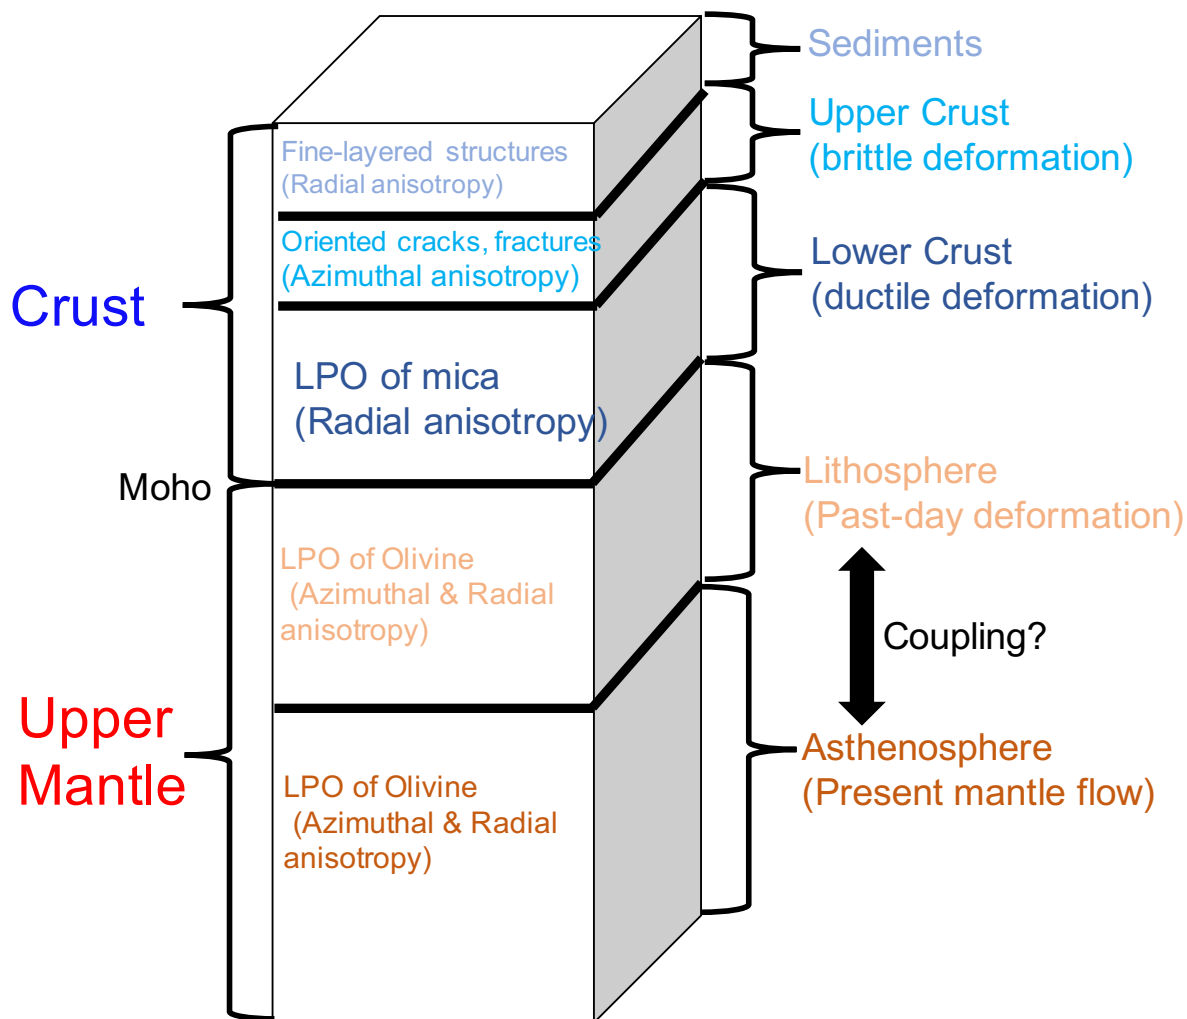 Sediments
Upper Crust
(brittle deformation)
Fine-layered structures
(Radial anisotropy)
Oriented cracks, fractures
(Azimuthal anisotropy)
Lower Crust
(ductile deformation)
Crust
LPO of mica
(Radial anisotropy)
Moho
Lithosphere
(Past-day deformation)
LPO of Olivine
(Azimuthal & Radial
anisotropy)
Coupling?
Upper
Mantle
Asthenosphere
(Present mantle flow)
LPO of Olivine
(Azimuthal & Radial
anisotropy)